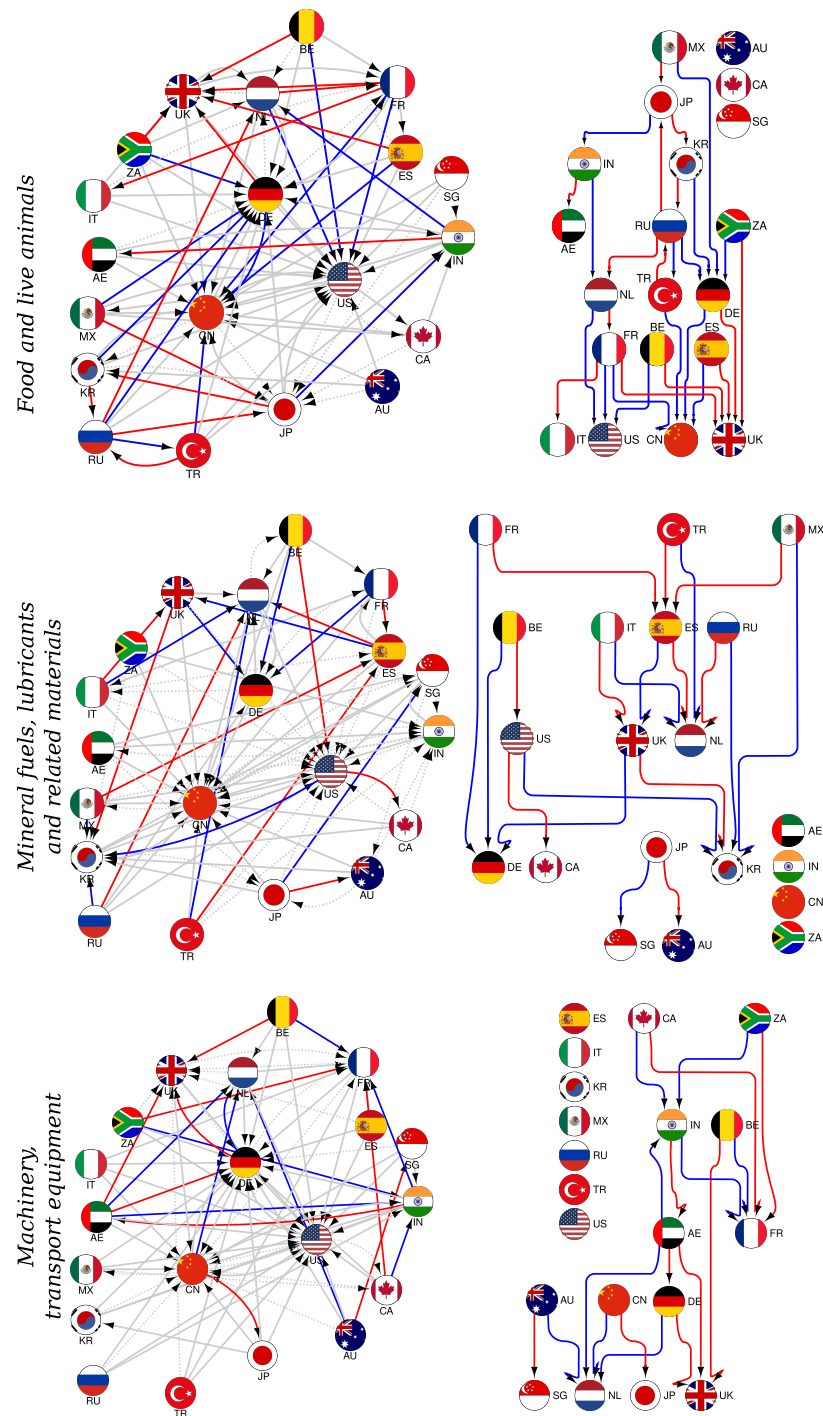 Food and live animals
BE
UK
NL
FR
ZA
ES
SG
IT
DE
IN
AE
US
MX
CN
CA
KR
AU
JP
RU
TR
MX
AU
JP
CA
KR
SG
IN
RU
ZA
AE
TR
NL
DE
FR
BE
ES
IT
US
CN
UK
Mineral fuels, lubricants
and related materials
BE
UK
NL
FR
ZA
ES
SG
IT
DE
IN
AE
US
MX
CN
CA
KR
AU
JP
RU
TR
FR
TR
MX
BE
IT
ES
RU
US
UK
NL
AE
JP
DE
CA
KR
IN
CN
SG
AU
ZA
Machinery,
transport equipment
BE
UK
NL
FR
ZA
ES
SG
IT
DE
IN
AE
US
MX
CN
CA
KR
AU
JP
RU
TR
ES
CA
ZA
IT
KR
MX
IN
BE
RU
AE
FR
TR
US
AU
CN
DE
SG
NL
JP
UK